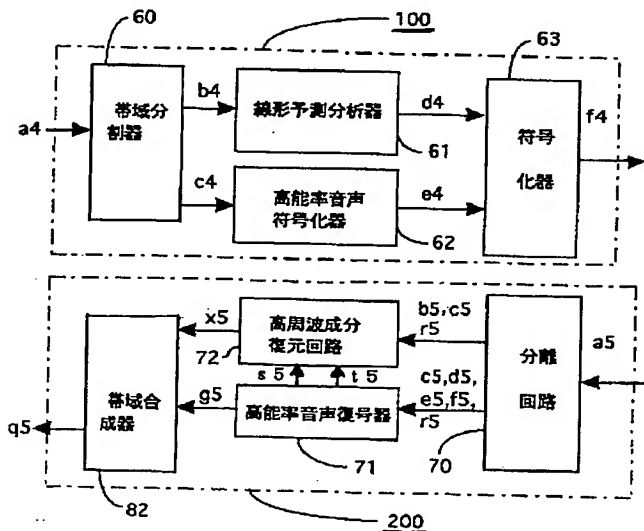 60
100
63
帯域分
割器
a4
b4
線形予測分析器
d4
61
符号
化器
f4
c4
高能率音声
符号化器
e4
62
x5
高周波成分
復元回路
72
b5,c5
r5
分離
回路
a5
s5
t5
帯域合
成器
q5
g5
高能率音声復号器
c5,d5,
e5,f5,
r5
71
70
82
200